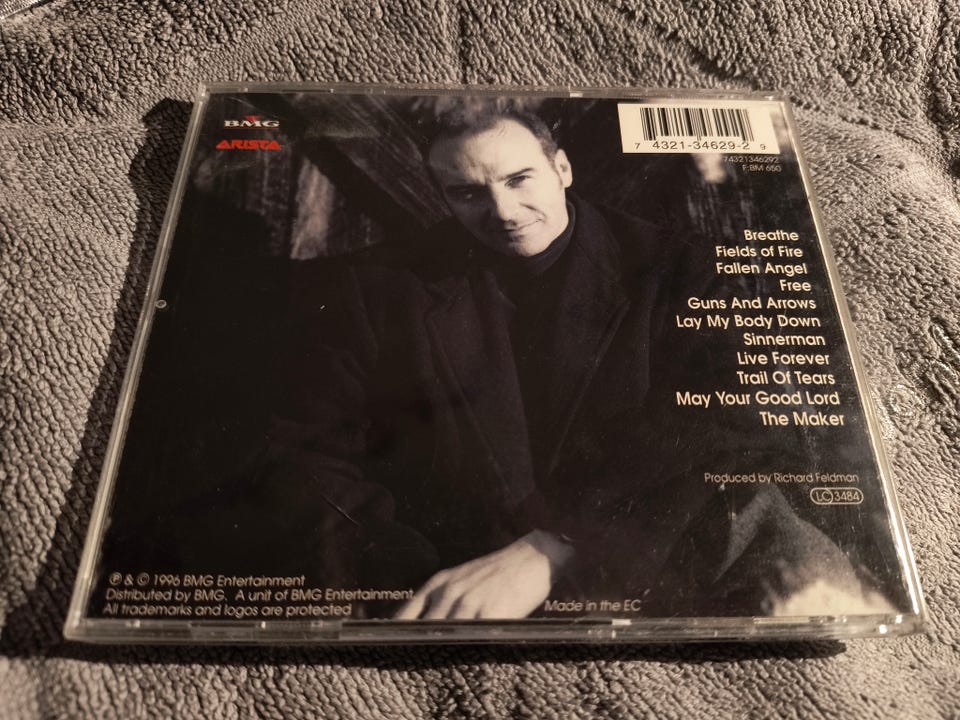 BMG
ARISTA
7 4321-34629-2 9
74321346292
F:BM 650
Breathe
Fields of Fire
Fallen Angel
Free
Guns And Arrows
Lay My Body Down
Sinnerman
Live Forever
Trail Of Tears
May Your Good Lord
The Maker
Produced by Richard Feldman
LC 3484
℗ & © 1996 BMG Entertainment
Distributed by BMG. A unit of BMG Entertainment.
All trademarks and logos are protected
Made in the EC